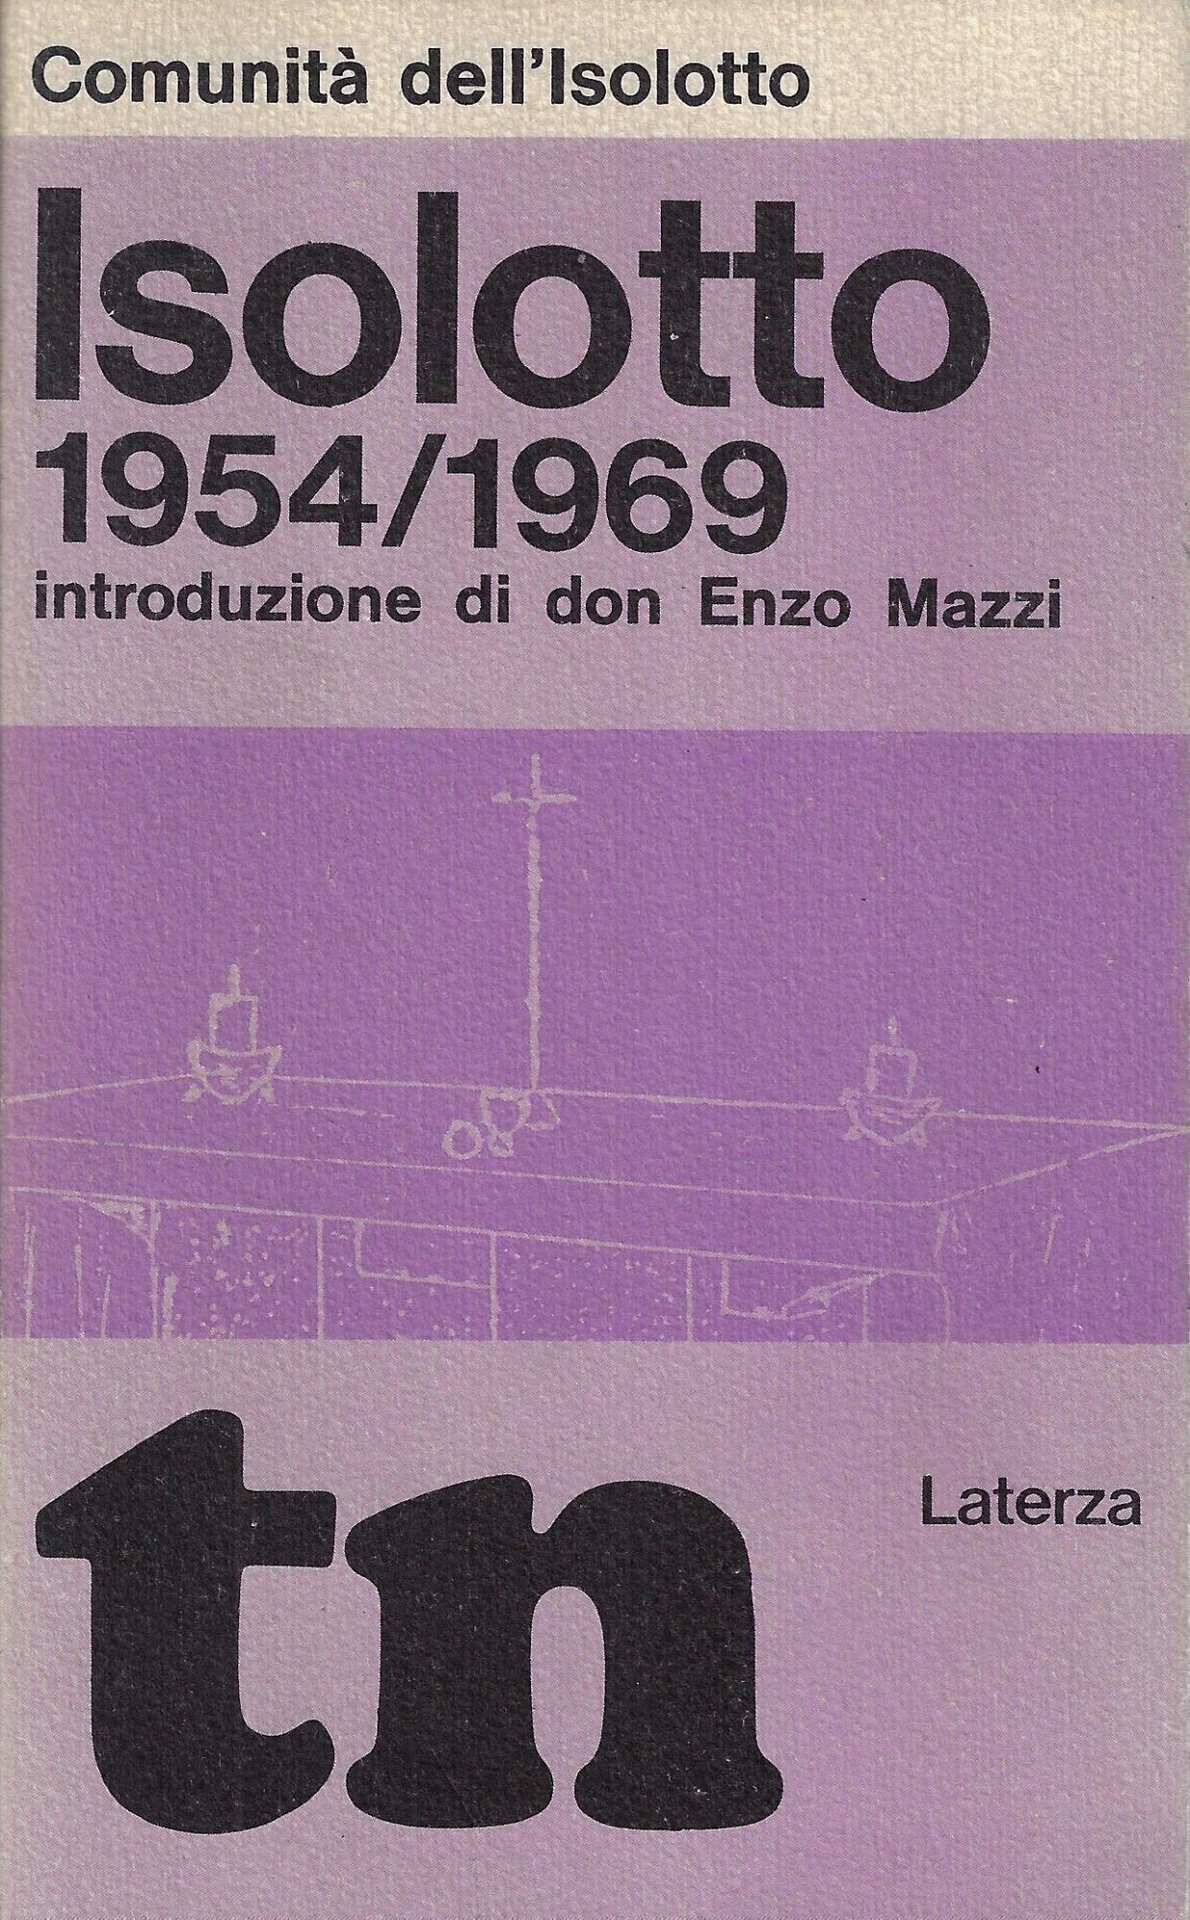 Comunità dell'Isolotto
Isolotto
1954/1969
introduzione di don Enzo Mazzi
tn
Laterza